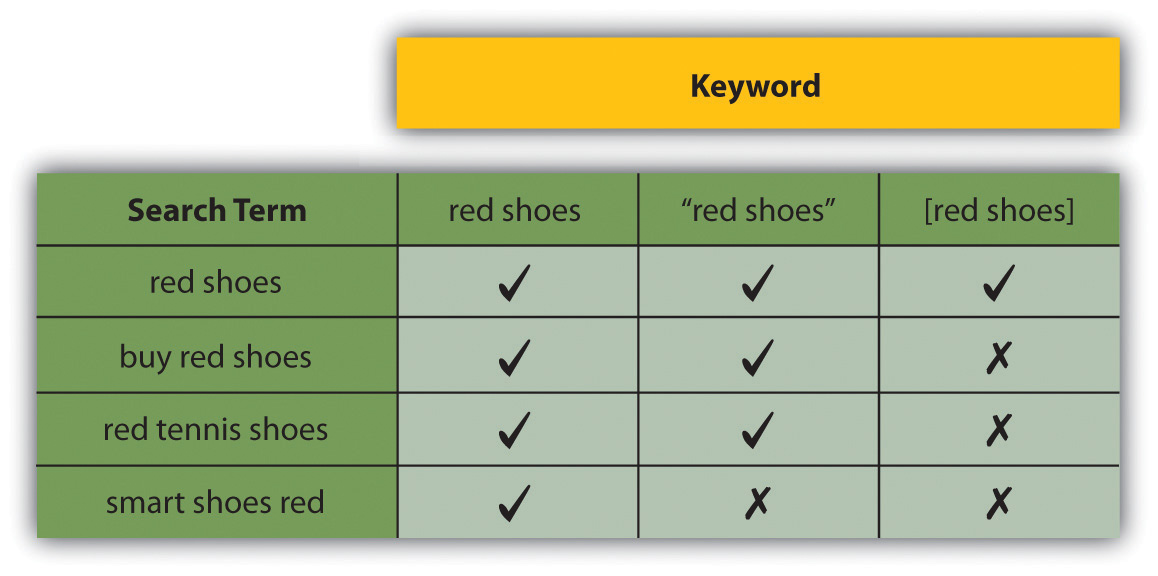 Keyword
Search Term red shoes “red shoes” [red shoes]
red shoes ✓ ✓ ✓
buy red shoes ✓ ✓ ✗
red tennis shoes ✓ ✓ ✗
smart shoes red ✓ ✗ ✗